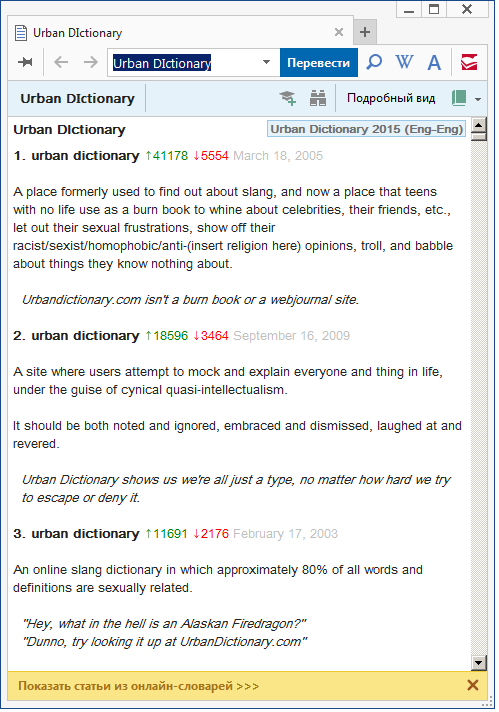 Urban DIctionary
Urban DIctionary
Перевести
W
A
Urban DIctionary
Подробный вид
Urban DIctionary
Urban Dictionary 2015 (Eng-Eng)
1. urban dictionary ↑41178 ↓5554 March 18, 2005
A place formerly used to find out about slang, and now a place that teens
with no life use as a burn book to whine about celebrities, their friends, etc.,
let out their sexual frustrations, show off their
racist/sexist/homophobic/anti-(insert religion here) opinions, troll, and babble
about things they know nothing about.
Urbandictionary.com isn't a burn book or a webjournal site.
2. urban dictionary ↑18596 ↓3464 September 16, 2009
A site where users attempt to mock and explain everyone and thing in life,
under the guise of cynical quasi-intellectualism.
It should be both noted and ignored, embraced and dismissed, laughed at and
revered.
Urban Dictionary shows us we're all just a type, no matter how hard we try
to escape or deny it.
3. urban dictionary ↑11691 ↓2176 February 17, 2003
An online slang dictionary in which approximately 80% of all words and
definitions are sexually related.
"Hey, what in the hell is an Alaskan Firedragon?"
"Dunno, try looking it up at UrbanDictionary.com"
Показать статьи из онлайн-словарей >>>